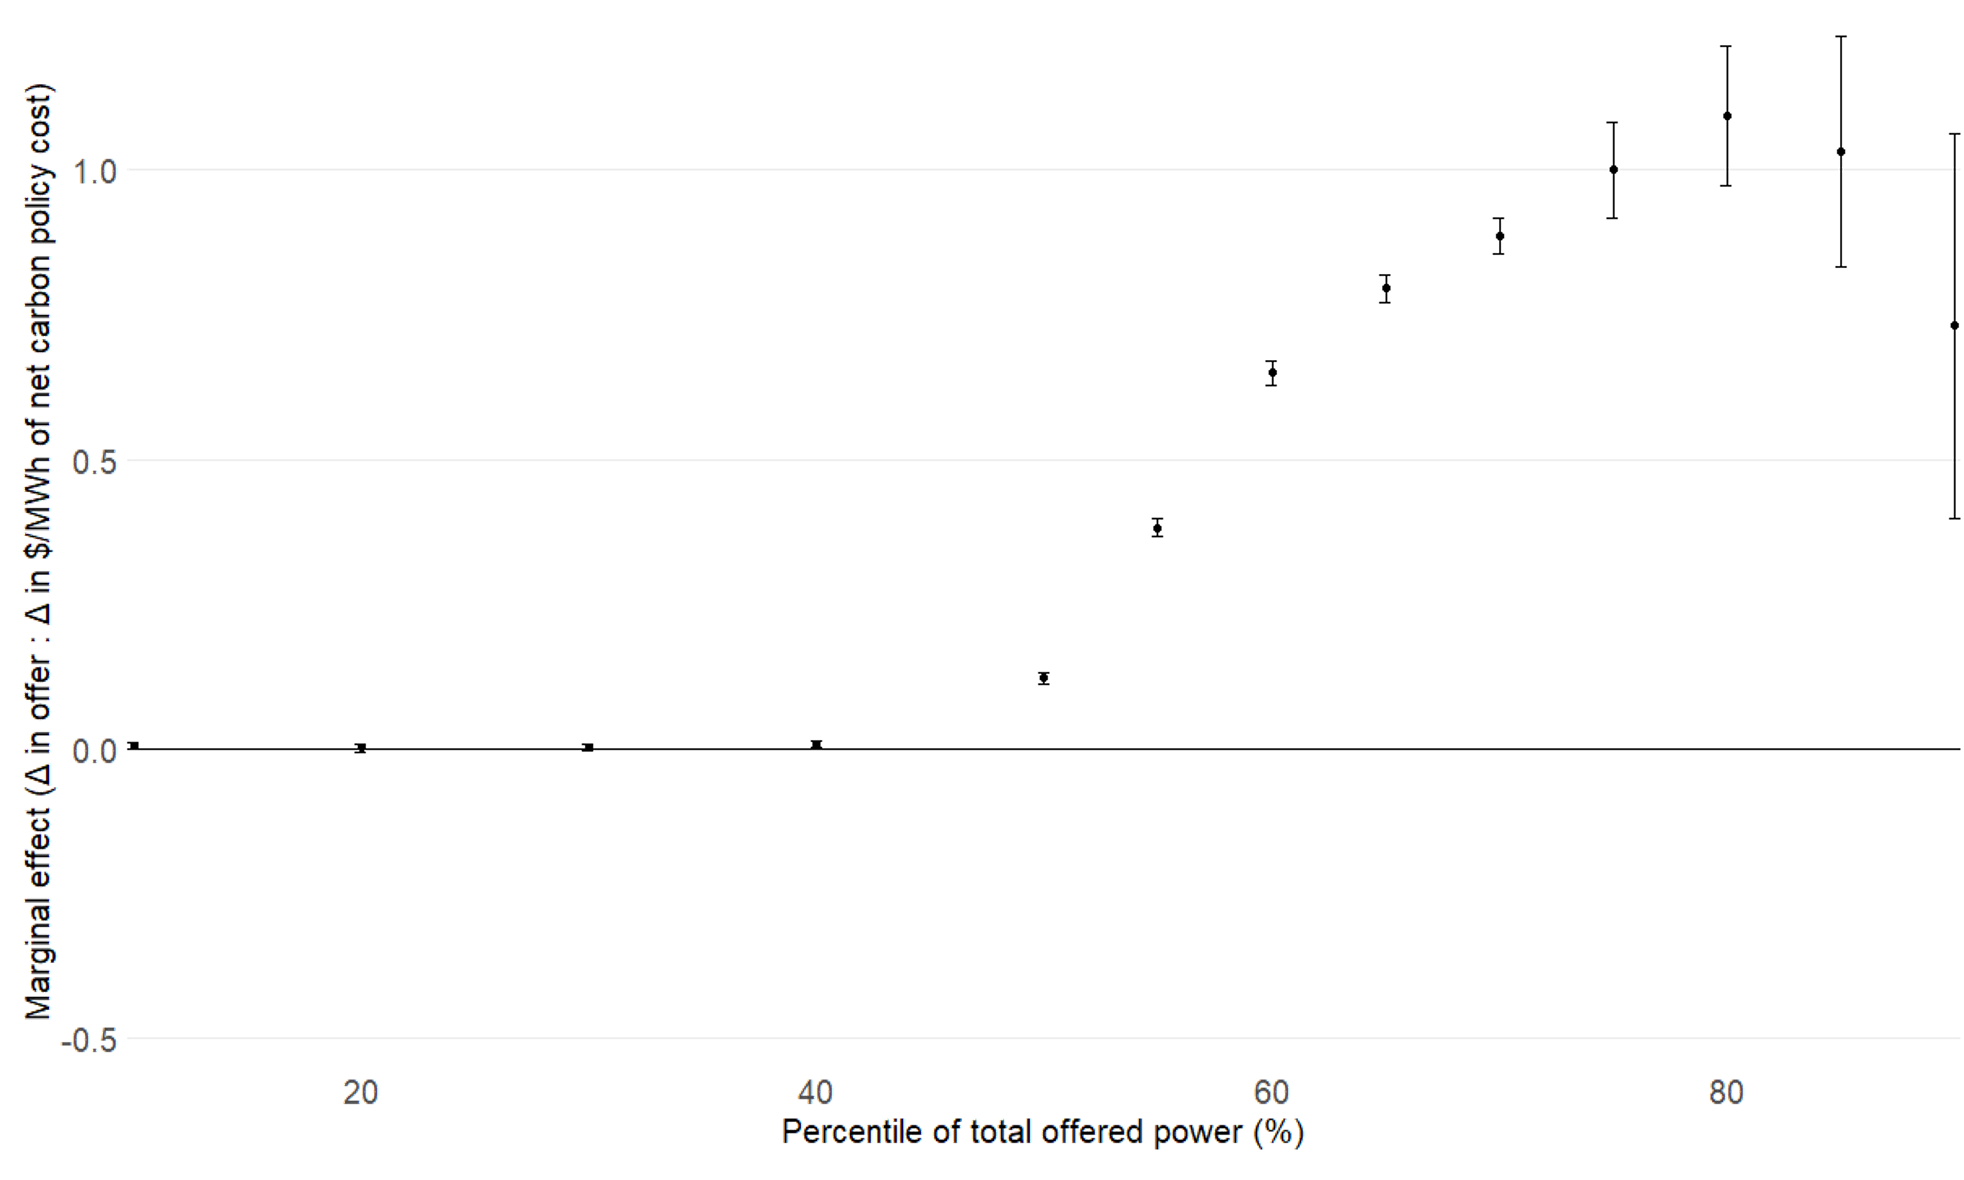 Marginal effect (Δ in offer : Δ in $/MWh of net carbon policy cost)
1.0
0.5
0.0
-0.5
20 40 60 80
Percentile of total offered power (%)